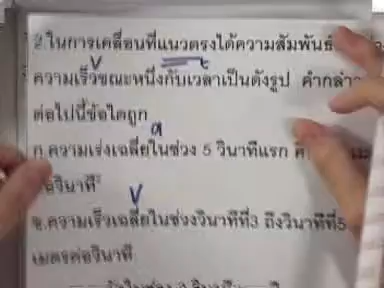 2.ในการเคลื่อนที่แนวตรงได้ความสัมพันธ์
v t
ความเร็วขณะหนึ่งกับเวลาเป็นดังรูป คำกล่าว
ต่อไปนี้ข้อใดถูก
a
ก.ความเร่งเฉลี่ยในช่วง 5 วินาทีแรก
วินาที²
v
ข.ความเร็วเฉลี่ยในช่วงวินาทีที่3 ถึงวินาทีที่5
เมตรต่อวินาที